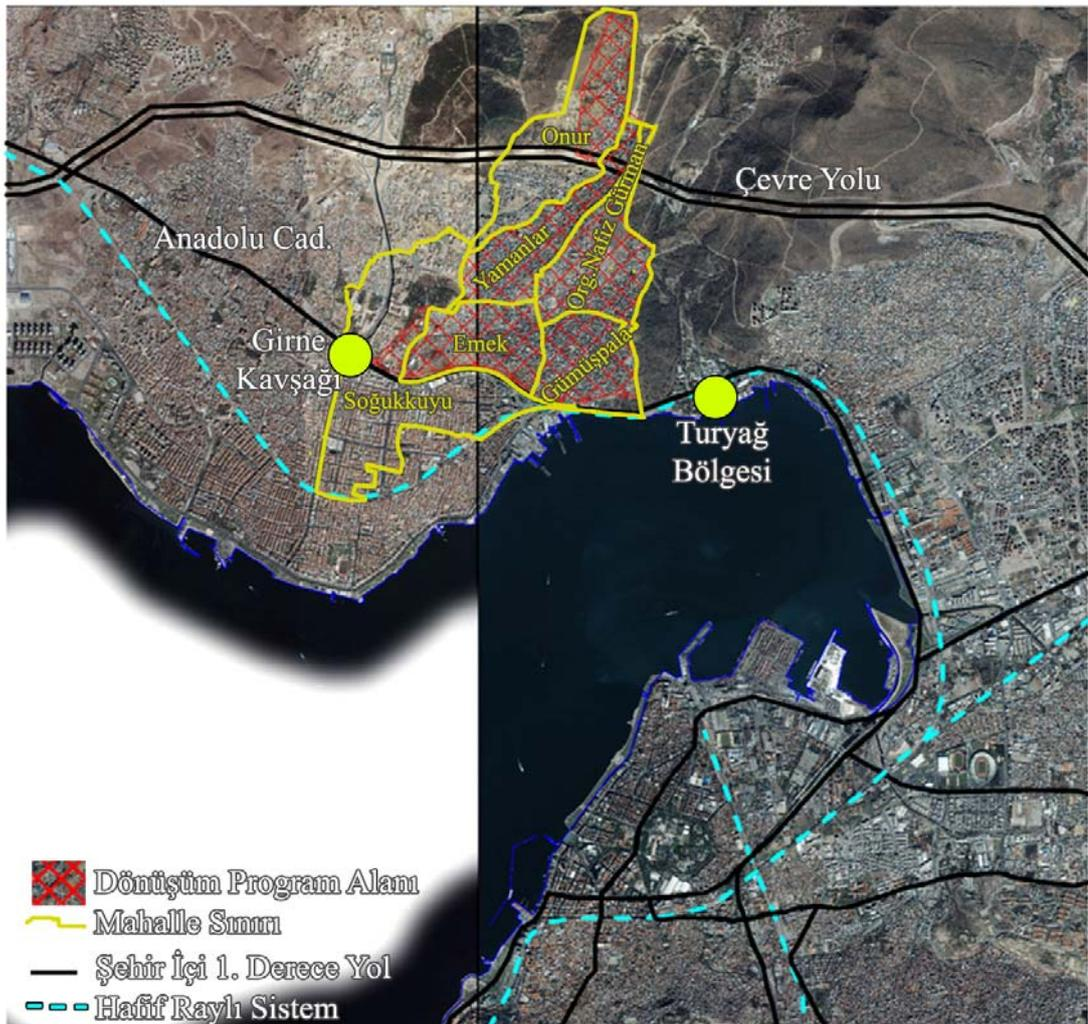 Onur
Çevre Yolu
Org.Nafiz Gürman
Anadolu Cad.
Yamanlar
Girne
Kavşaği
Emek
Gümüşpala
Soğukkuyu
Turyağ
Bölgesi
Dönüşüm Program Alanı
Mahalle Sınırı
Şehir İçi 1. Derece Yol
Hafif Raylı Sistem